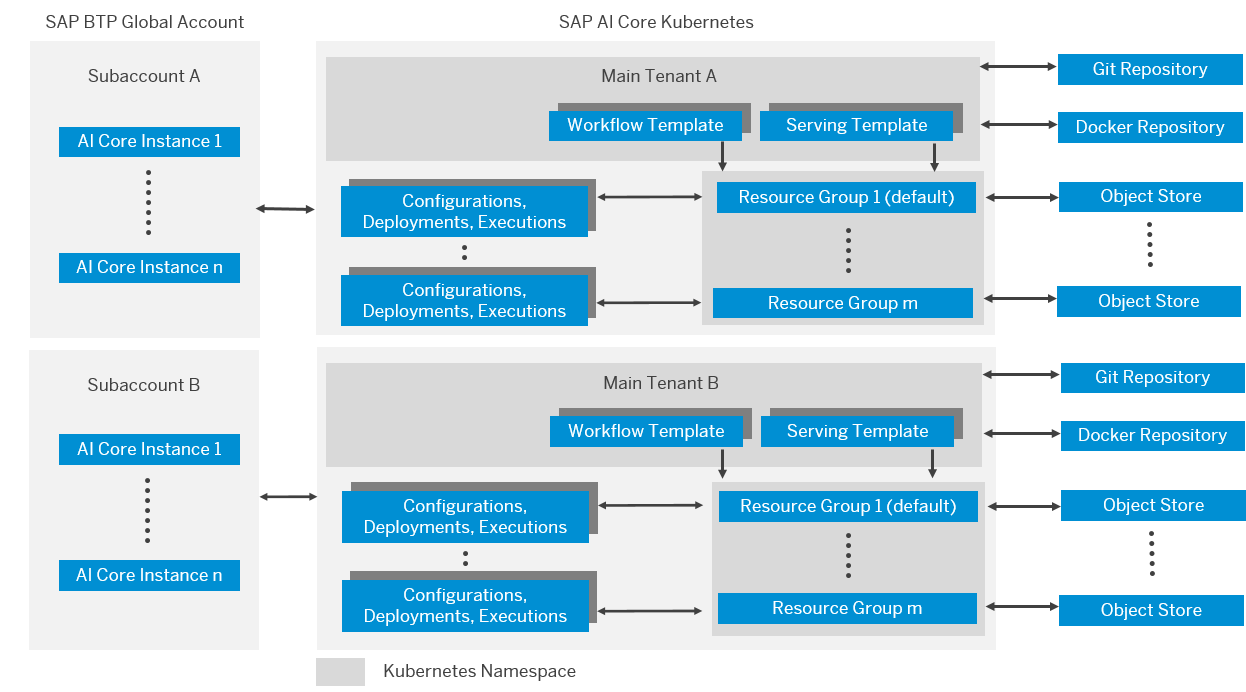 SAP BTP Global Account
SAP AI Core Kubernetes
Subaccount A
AI Core Instance 1
AI Core Instance n
Main Tenant A
Workflow Template
Serving Template
Configurations,
Deployments, Executions
Configurations,
Deployments, Executions
Resource Group 1 (default)
Resource Group m
Git Repository
Docker Repository
Object Store
Object Store
Subaccount B
AI Core Instance 1
AI Core Instance n
Main Tenant B
Workflow Template
Serving Template
Configurations,
Deployments, Executions
Configurations,
Deployments, Executions
Resource Group 1 (default)
Resource Group m
Git Repository
Docker Repository
Object Store
Object Store
Kubernetes Namespace